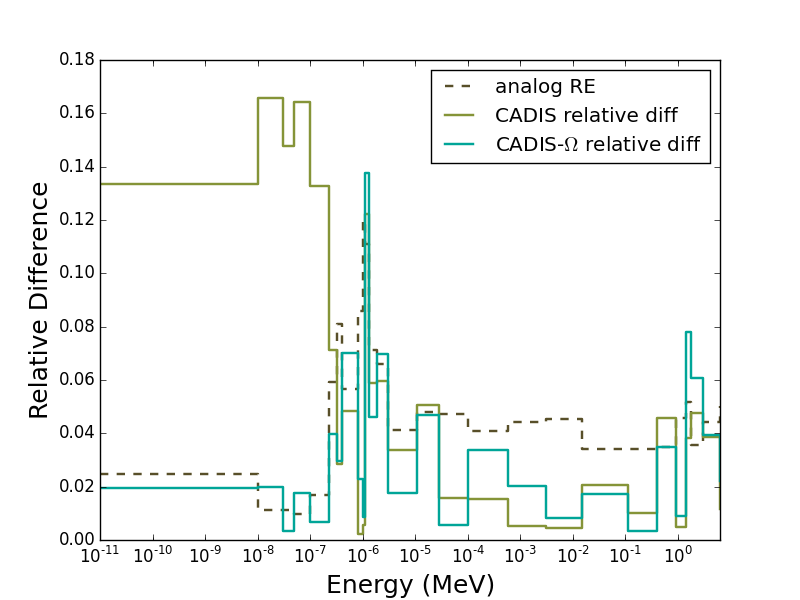 0.18
0.16
0.14
0.12
0.10
0.08
0.06
0.04
0.02
0.00
Relative Difference
analog RE
CADIS relative diff
CADIS-Ω relative diff
10⁻¹¹ 10⁻¹⁰ 10⁻⁹ 10⁻⁸ 10⁻⁷ 10⁻⁶ 10⁻⁵ 10⁻⁴ 10⁻³ 10⁻² 10⁻¹ 10⁰
Energy (MeV)